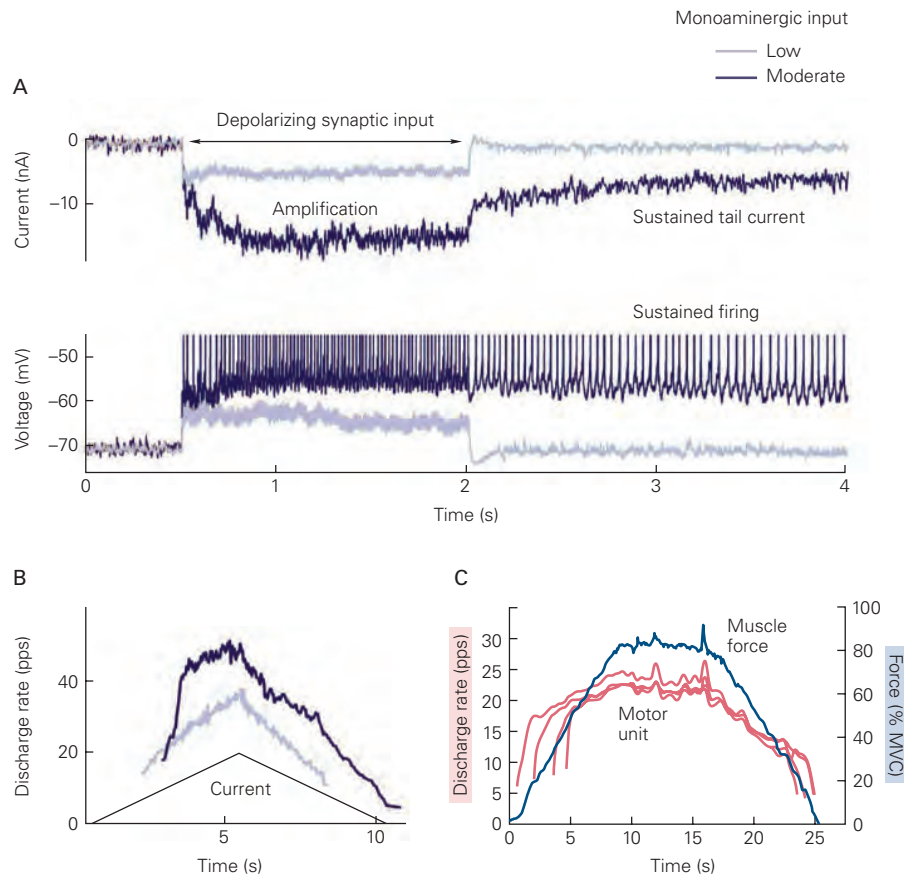 Monoaminergic input
Low
Moderate
A
Depolarizing synaptic input
0
−10
Current (nA)
Amplification
Sustained tail current
Sustained firing
−50
−60
−70
Voltage (mV)
0 1 2 3 4
Time (s)
B
Discharge rate (pps)
40
20
0
Current
5 10
Time (s)
C
Discharge rate (pps)
30
25
20
15
10
5
0
Muscle force
Motor unit
100
80
60
40
20
0
Force (% MVC)
0 5 10 15 20 25
Time (s)